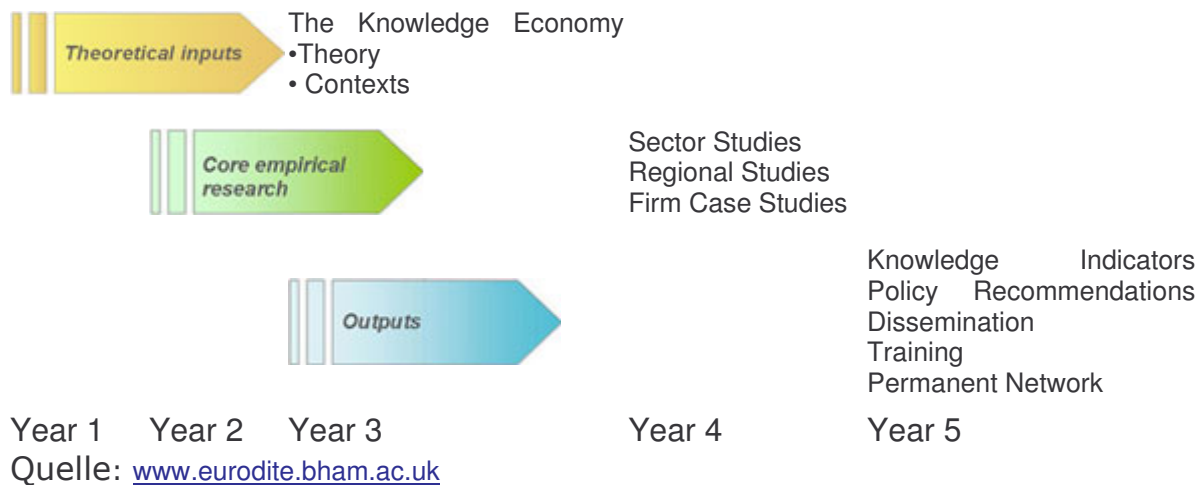 Theoretical inputs
The Knowledge Economy
•Theory
• Contexts
Core empirical
research
Sector Studies
Regional Studies
Firm Case Studies
Outputs
Knowledge Indicators
Policy Recommendations
Dissemination
Training
Permanent Network
Year 1 Year 2 Year 3 Year 4 Year 5
Quelle: www.eurodite.bham.ac.uk